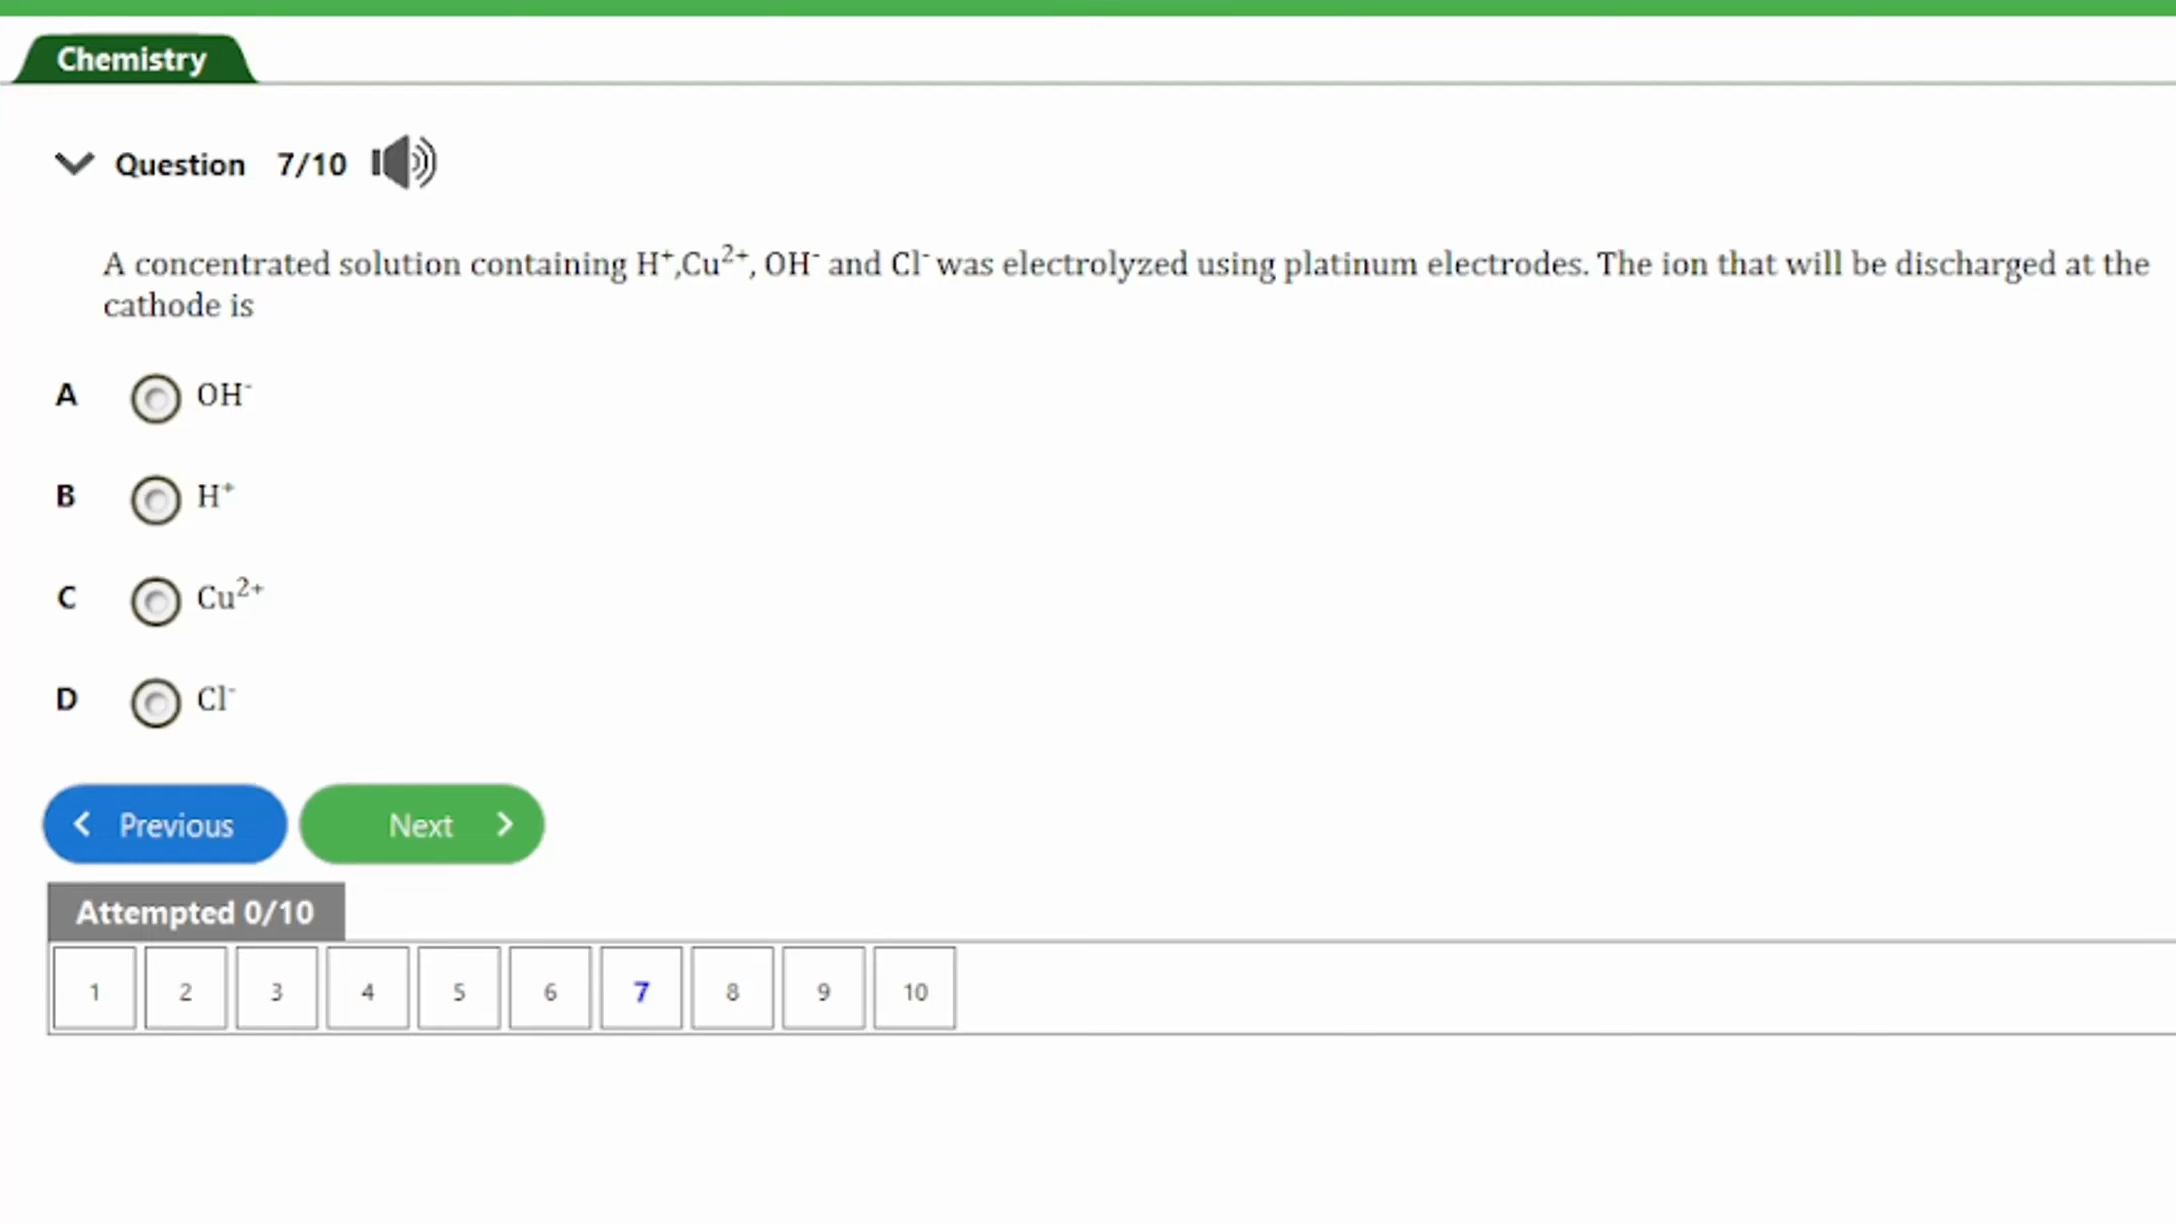 Chemistry
Question 7/10
A concentrated solution containing H⁺,Cu²⁺, OH⁻ and Cl⁻ was electrolyzed using platinum electrodes. The ion that will be discharged at the
cathode is
A OH⁻
B H⁺
C Cu²⁺
D Cl⁻
Previous Next
Attempted 0/10
1 2 3 4 5 6 7 8 9 10